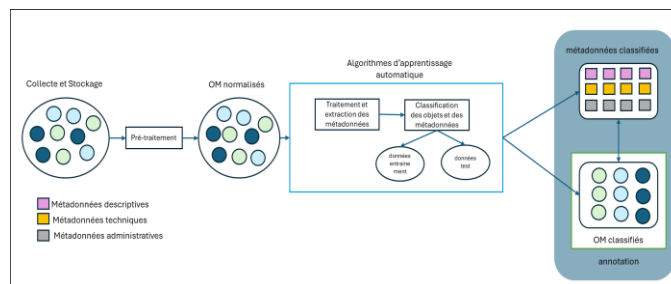 Collecte et Stockage
Pré-traitement
OM normalisés
Algorithmes d'apprentissage
automatique
Traitement et
extraction des
métadonnées
Classification
des objets et des
métadonnées
données
entraine
ment
données
test
métadonnées classifiées
OM classifiés
annotation
Métadonnées descriptives
Métadonnées techniques
Métadonnées administratives